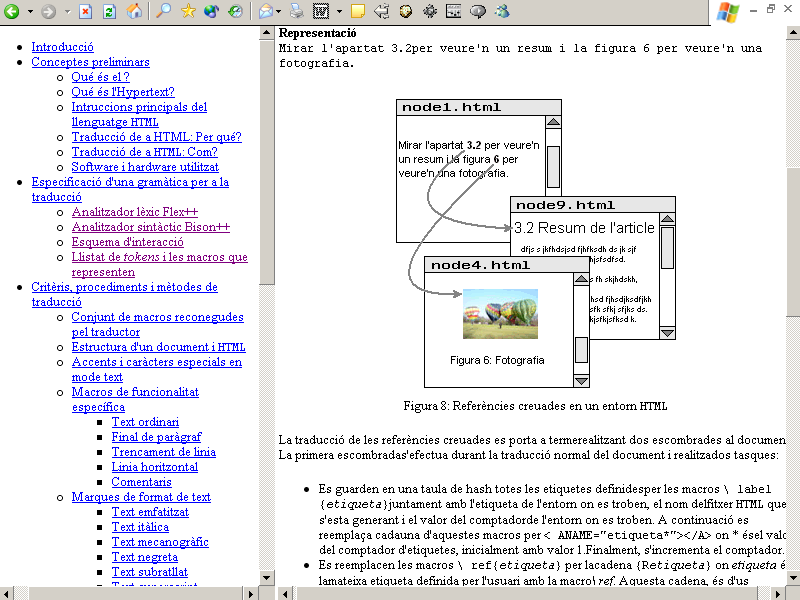 Introducció
Conceptes preliminars
Qué és el ?
Qué és l'Hypertext?
Intruccions principals del
llenguatge HTML
Traducció de a HTML: Per qué?
Traducció de a HTML: Com?
Software i hardware utilitzat
Especificació d'una gramàtica per a la
traducció
Analitzador lèxic Flex++
Analitzador sintàctic Bison++
Esquema d'interacció
Llistat de tokens i les macros que
representen
Critèris, procediments i mètodes de
traducció
Conjunt de macros reconegudes
pel traductor
Estructura d'un document i HTML
Accents i caràcters especials en
mode text
Macros de funcionalitat
específica
Text ordinari
Final de paràgraf
Trencament de linia
Linia horitzontal
Comentaris
Marques de format de text
Text emfatitzat
Text itàlica
Text mecanogràfic
Text negreta
Text subratllat
Representació
Mirar l'apartat 3.2per veure'n un resum i la figura 6 per veure'n una
fotografia.
node1.html
Mirar l'apartat 3.2 per veure'n
un resum i la figura 6 per
veure'n una fotografia.
node9.html
3.2 Resum de l'article
dfjs s jkfhdsjsd fjhfksdh ds jk sjf
hjsfsdfsd.
s fh skjhdskh,
hsd fjhsdjksdfjkh
sfk sfkj sfjks ds.
kjsfkjsfksd k.
node4.html
Figura 6: Fotografia
Figura 8: Referències creuades en un entorn HTML
La traducció de les referències creuades es porta a termerealitzant dos escombrades al documen
La primera escombradas'efectua durant la traducció normal del document i realitzados tasques:
Es guarden en una taula de hash totes les etiquetes definidesper les macros \ label
{etiqueta}juntament amb l'etiqueta de l'entorn on es troben, el nom delfitxer HTML que
s'esta generant i el valor del comptadorde l'entorn on es troben. A continuació es
reemplaça cadauna d'aquestes macros per < ANAME="etiqueta*"></A> on * ésel valo
del comptador d'etiquetes, inicialment amb valor 1.Finalment, s'incrementa el comptador.
Es reemplacen les macros \ ref{etiqueta} per lacadena {Retiqueta} on etiqueta é
lamateixa etiqueta definida per l'usuari amb la macro\ref. Aquesta cadena, és d'us